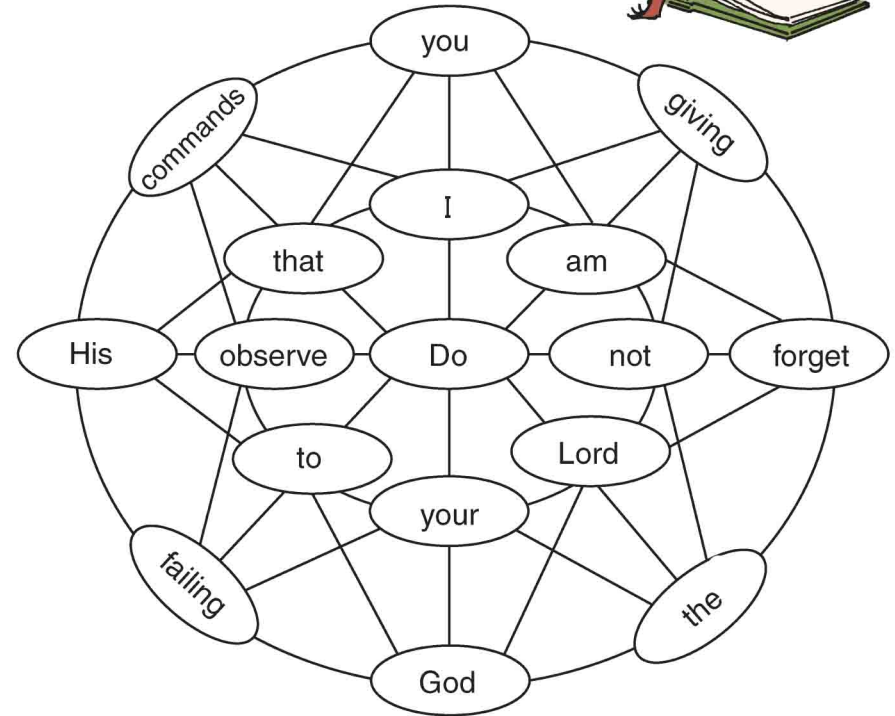 you
commands
giving
I
that
am
His
observe
Do
not
forget
to
Lord
your
failing
the
God